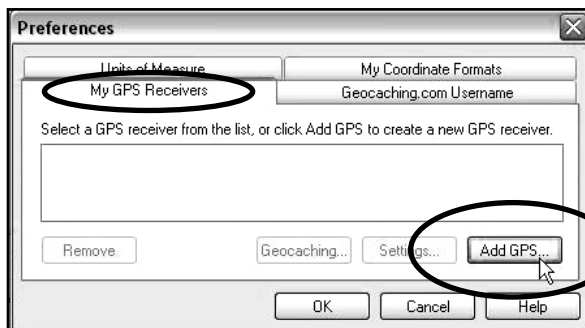 Preferences
Units of Measure
My Coordinate Formats
My GPS Receivers
Geocaching.com Username
Select a GPS receiver from the list, or click Add GPS to create a new GPS receiver.
Remove
Geocaching...
Settings...
Add GPS...
OK
Cancel
Help